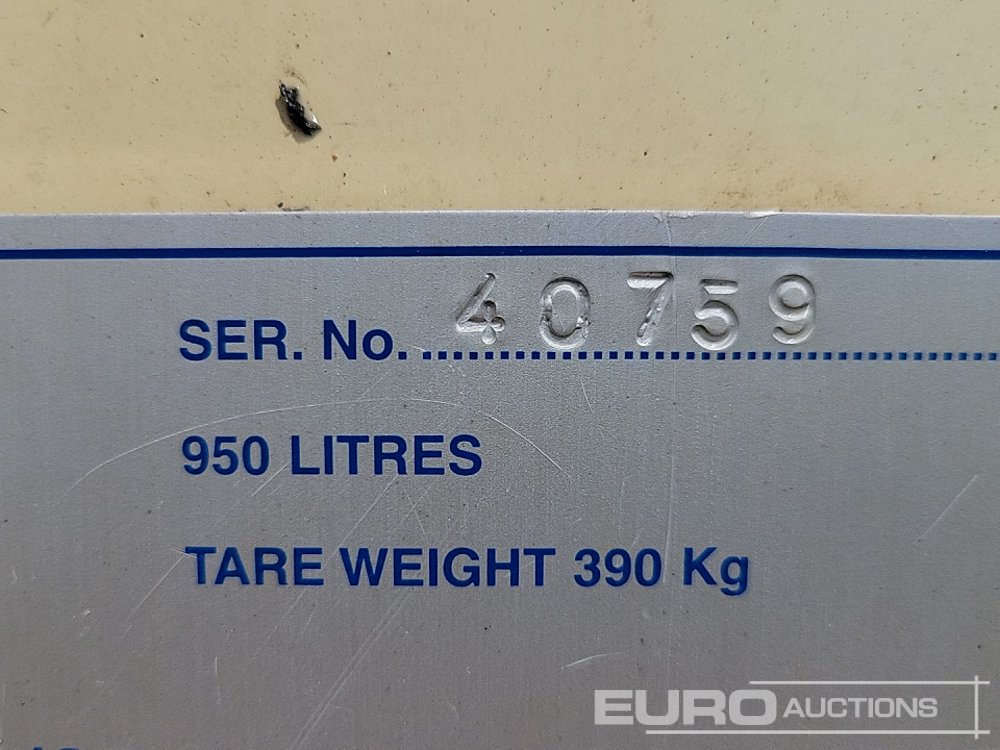 SER. No. 40759
950 LITRES
TARE WEIGHT 390 Kg
EURO AUCTIONS